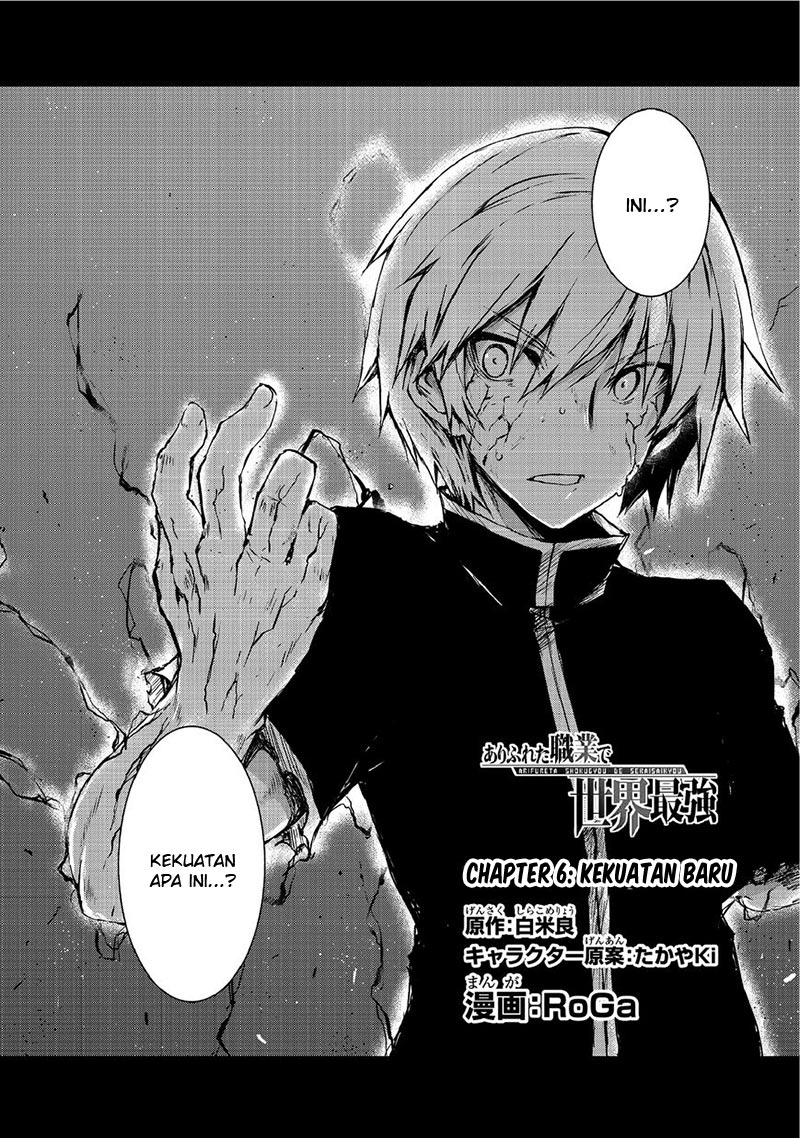 INI...?
KEKUATAN
APA INI...?
ありふれた職業で
ARIFURETA SHOKUGYOU DE SEKAISAIKYOU
世界最強
CHAPTER 6: KEKUATAN BARU
げんさく しらこめりょう
原作:白米良
げんあん
キャラクター原案:たかやKi
まんが
漫画:RoGa